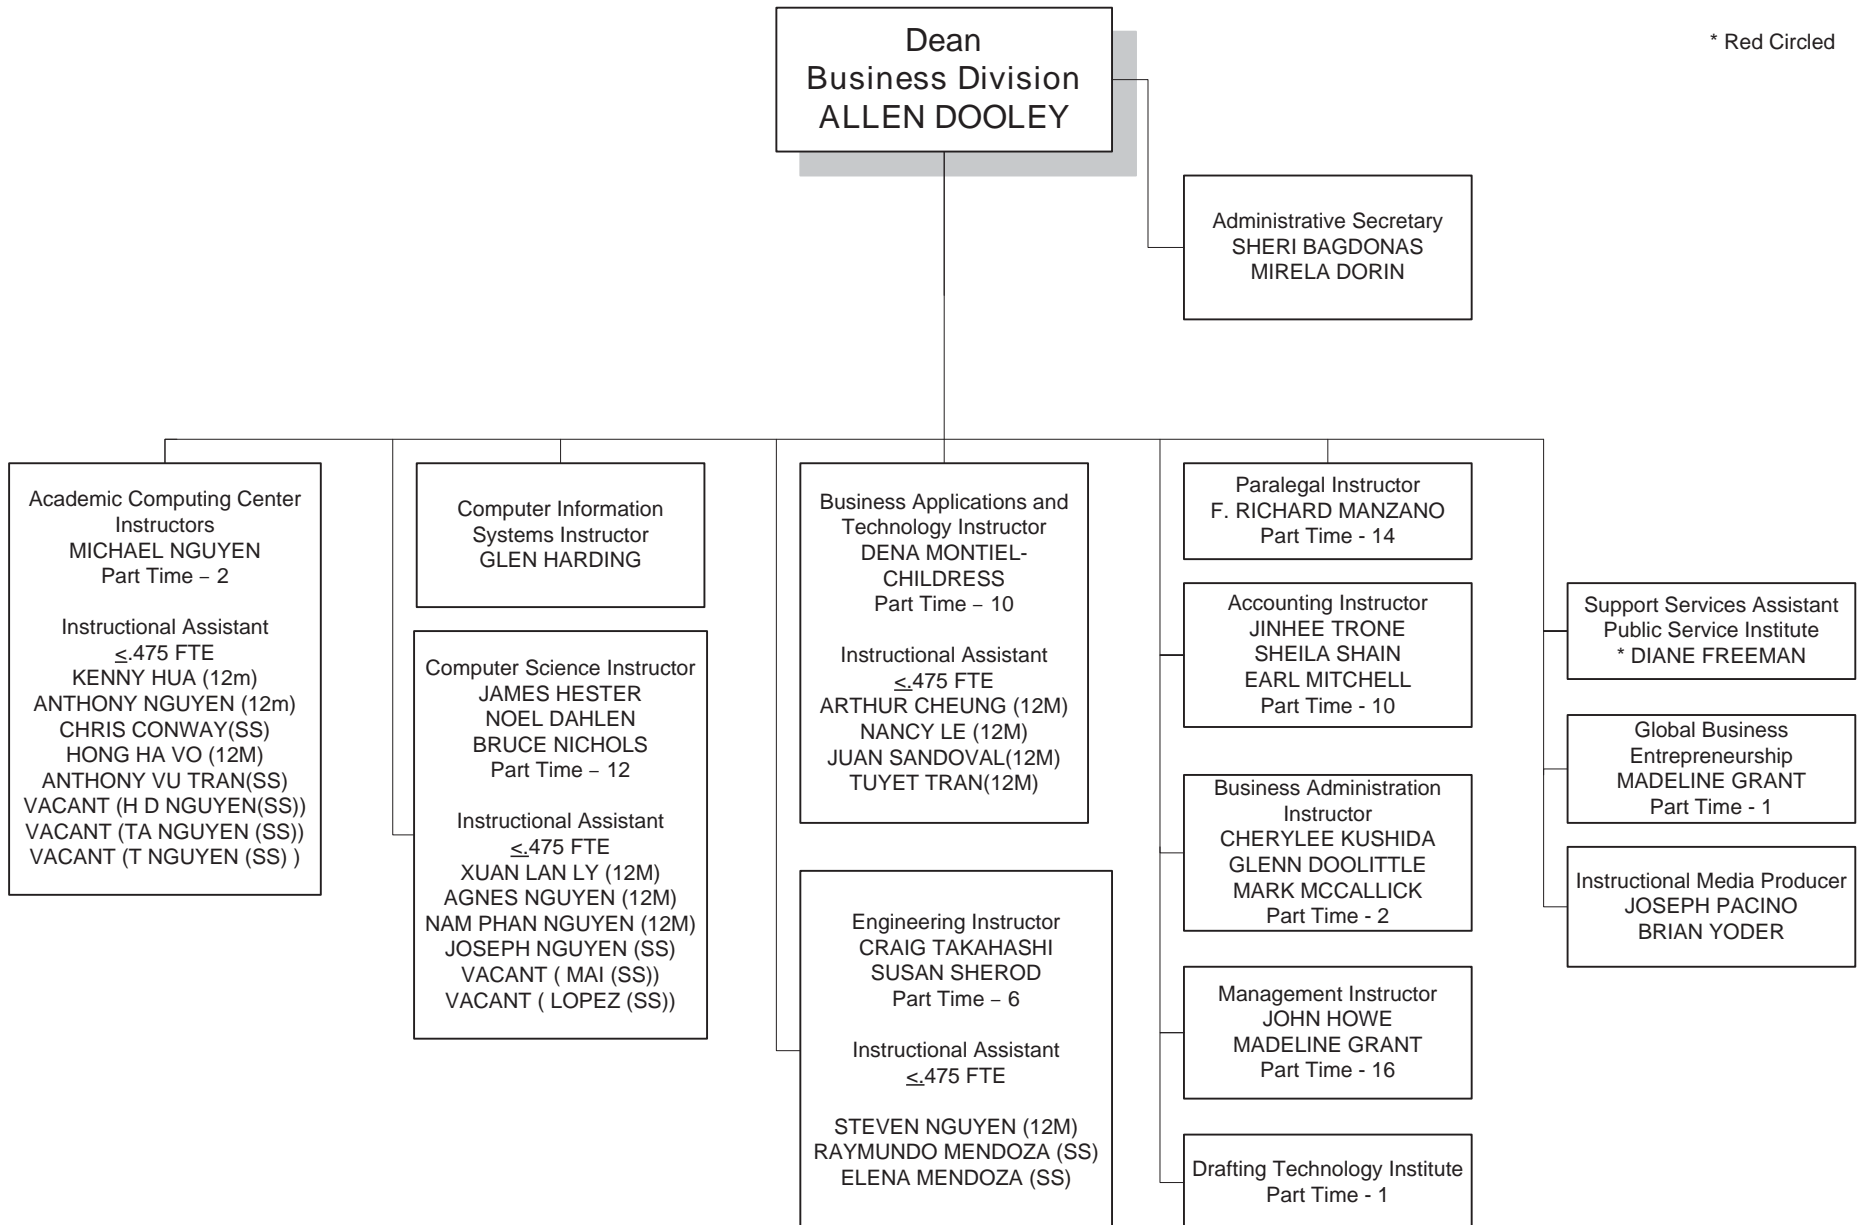 Dean
Business Division
ALLEN DOOLEY
* Red Circled
Administrative Secretary
SHERI BAGDONAS
MIRELA DORIN
Academic Computing Center
Instructors
MICHAEL NGUYEN
Part Time – 2
Instructional Assistant
<.475 FTE
KENNY HUA (12m)
ANTHONY NGUYEN (12m)
CHRIS CONWAY(SS)
HONG HA VO (12M)
ANTHONY VU TRAN(SS)
VACANT (H D NGUYEN(SS))
VACANT (TA NGUYEN (SS))
VACANT (T NGUYEN (SS) )
Computer Information
Systems Instructor
GLEN HARDING
Computer Science Instructor
JAMES HESTER
NOEL DAHLEN
BRUCE NICHOLS
Part Time – 12
Instructional Assistant
<.475 FTE
XUAN LAN LY (12M)
AGNES NGUYEN (12M)
NAM PHAN NGUYEN (12M)
JOSEPH NGUYEN (SS)
VACANT ( MAI (SS))
VACANT ( LOPEZ (SS))
Business Applications and
Technology Instructor
DENA MONTIEL-
CHILDRESS
Part Time – 10
Instructional Assistant
<.475 FTE
ARTHUR CHEUNG (12M)
NANCY LE (12M)
JUAN SANDOVAL(12M)
TUYET TRAN(12M)
Engineering Instructor
CRAIG TAKAHASHI
SUSAN SHEROD
Part Time – 6
Instructional Assistant
<.475 FTE
STEVEN NGUYEN (12M)
RAYMUNDO MENDOZA (SS)
ELENA MENDOZA (SS)
Paralegal Instructor
F. RICHARD MANZANO
Part Time - 14
Accounting Instructor
JINHEE TRONE
SHEILA SHAIN
EARL MITCHELL
Part Time - 10
Business Administration
Instructor
CHERYLEE KUSHIDA
GLENN DOOLITTLE
MARK MCCALLICK
Part Time - 2
Management Instructor
JOHN HOWE
MADELINE GRANT
Part Time - 16
Drafting Technology Institute
Part Time - 1
Support Services Assistant
Public Service Institute
* DIANE FREEMAN
Global Business
Entrepreneurship
MADELINE GRANT
Part Time - 1
Instructional Media Producer
JOSEPH PACINO
BRIAN YODER